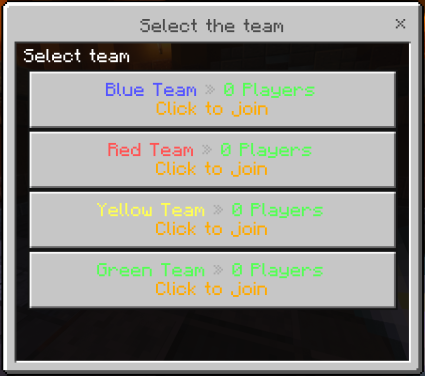 Select the team
Select team
Blue Team » 0 Players
Click to join
Red Team » 0 Players
Click to join
Yellow Team » 0 Players
Click to join
Green Team » 0 Players
Click to join